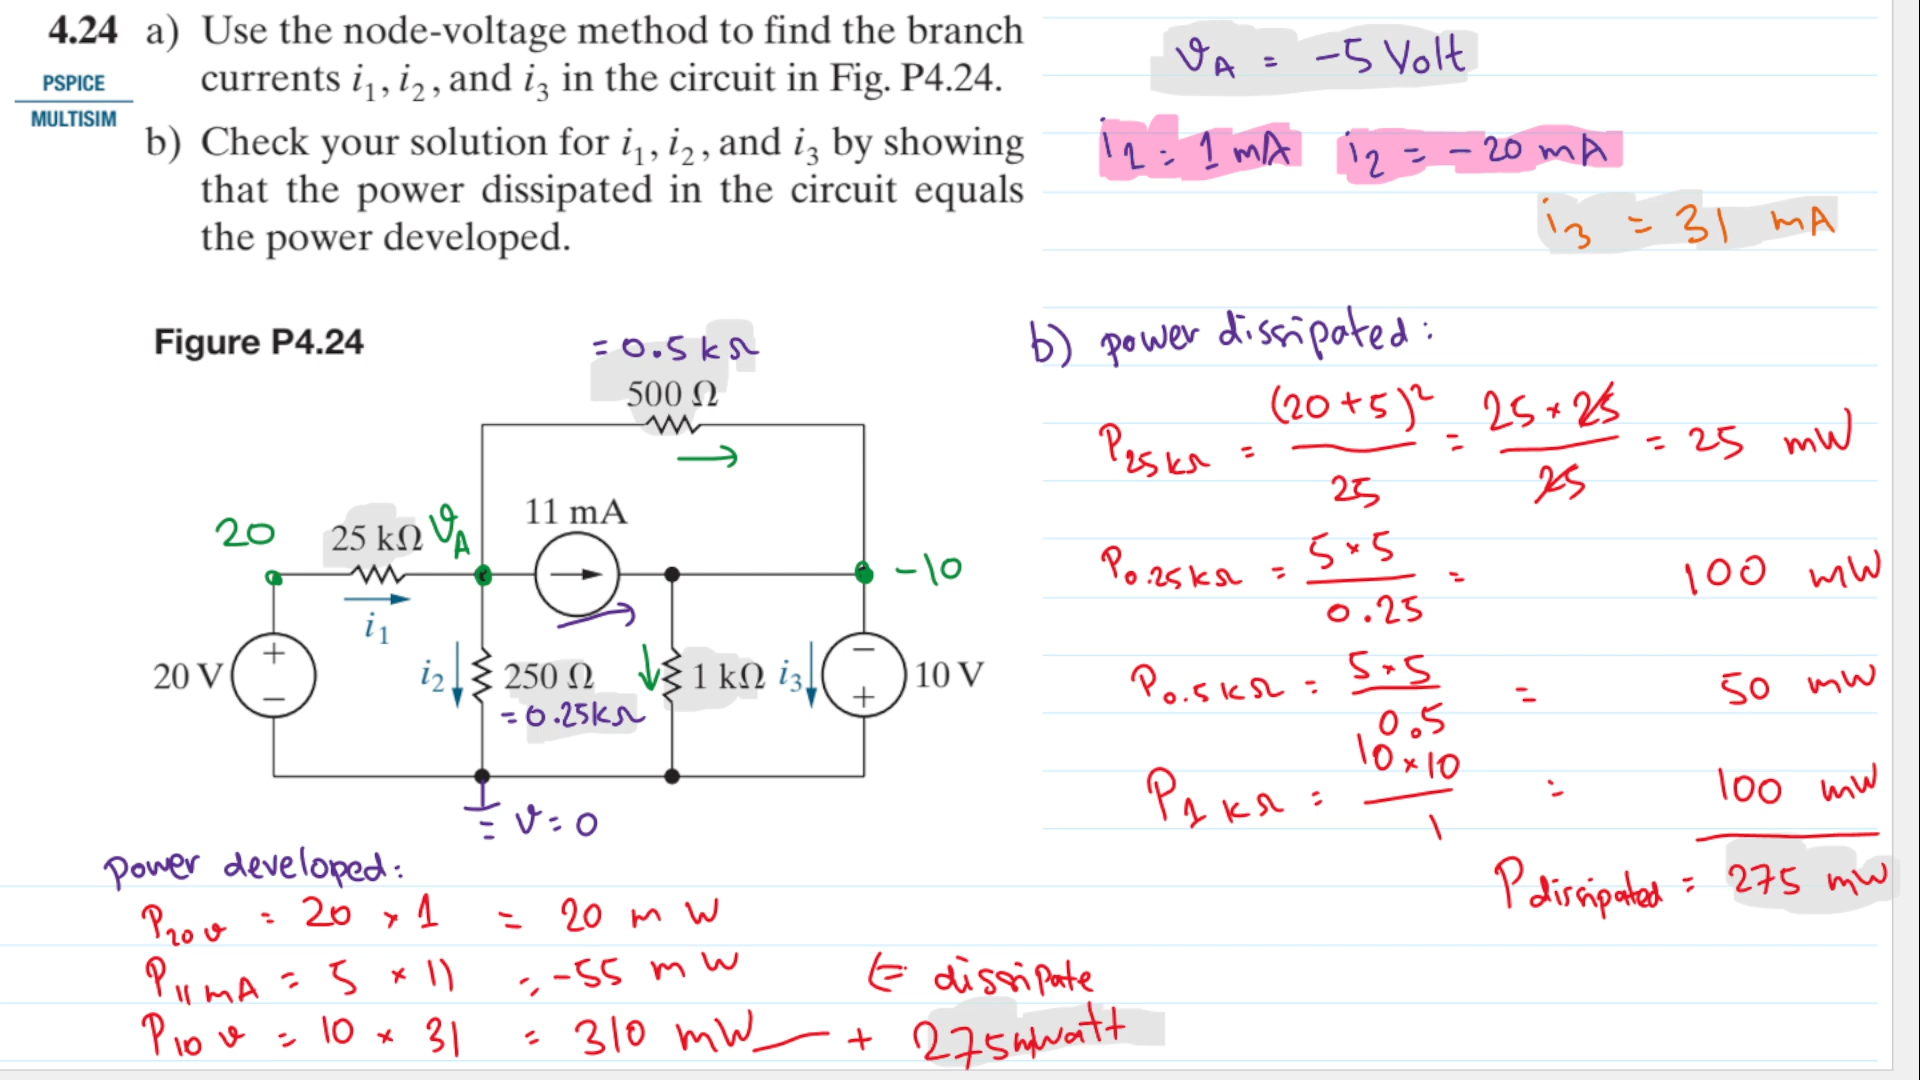 4.24 a) Use the node-voltage method to find the branch
PSPICE
MULTISIM
currents i₁, i₂, and i₃ in the circuit in Fig. P4.24.
b) Check your solution for i₁, i₂, and i₃ by showing
that the power dissipated in the circuit equals
the power developed.
Figure P4.24
= 0.5 kΩ
500 Ω
11 mA
20
25 kΩ
v_A
-10
i₁
20 V
+
−
i₂
250 Ω
= 0.25kΩ
1 kΩ
i₃
−
+
10 V
= v = 0
v_A = -5 Volt
i₁ = 1 mA
i₂ = -20 mA
i₃ = 31 mA
b) power dissipated :
P25kΩ = (20+5)² / 25 = 25 × 25 / 25 = 25 mW
P0.25kΩ = 5×5 / 0.25 = 100 mW
P0.5kΩ = 5×5 / 0.5 = 50 mW
P1kΩ = 10×10 / 1 = 100 mW
Pdissipated = 275 mW
power developed:
P20v = 20 × 1 = 20 mW
P11mA = 5 × 11 = -55 mW ⇐ dissipate
P10v = 10 × 31 = 310 mW
+ 275mWatt